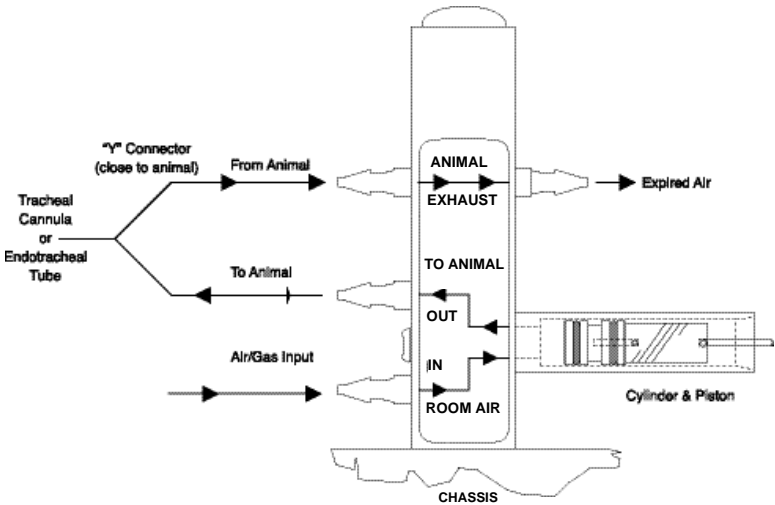 “Y” Connector
(close to animal)
From Animal
ANIMAL
EXHAUST
Expired Air
Tracheal
Cannula
or
Endotracheal
Tube
To Animal
TO ANIMAL
OUT
Air/Gas Input
IN
ROOM AIR
Cylinder & Piston
CHASSIS